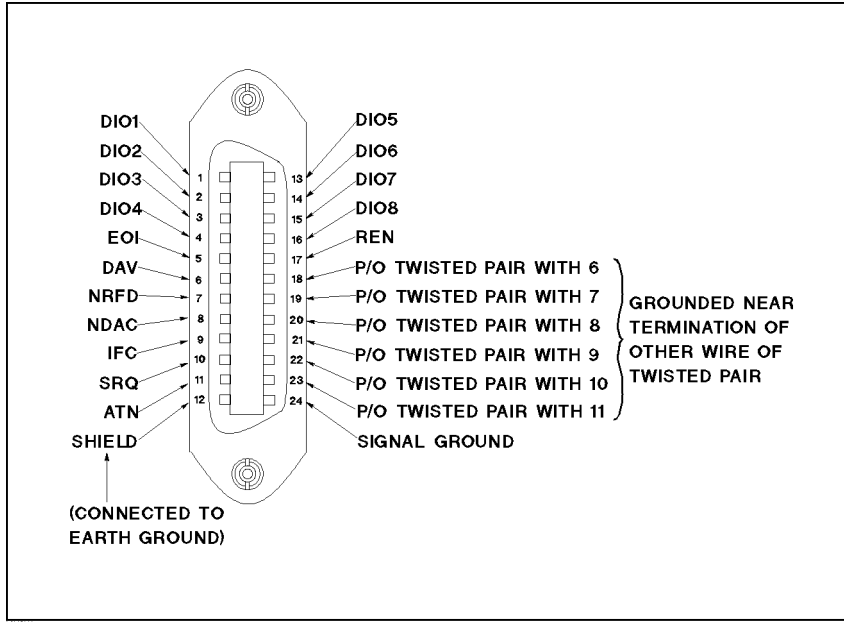 DIO1
DIO2
DIO3
DIO4
EOI
DAV
NRFD
NDAC
IFC
SRQ
ATN
SHIELD
(CONNECTED TO
EARTH GROUND)
1
2
3
4
5
6
7
8
9
10
11
12
13
14
15
16
17
18
19
20
21
22
23
24
DIO5
DIO6
DIO7
DIO8
REN
P/O TWISTED PAIR WITH 6
P/O TWISTED PAIR WITH 7
P/O TWISTED PAIR WITH 8
P/O TWISTED PAIR WITH 9
P/O TWISTED PAIR WITH 10
P/O TWISTED PAIR WITH 11
SIGNAL GROUND
GROUNDED NEAR
TERMINATION OF
OTHER WIRE OF
TWISTED PAIR